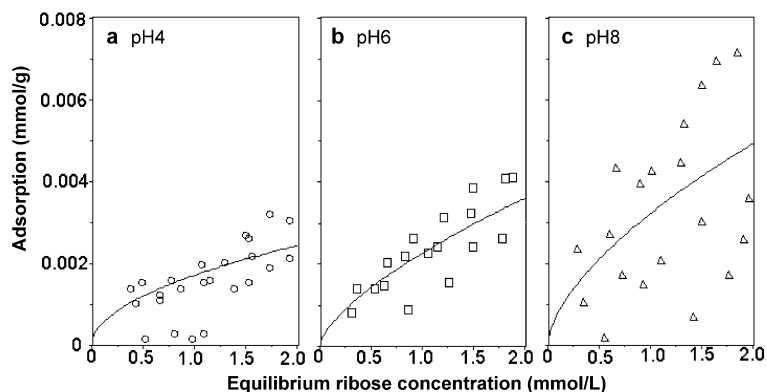 Adsorption (mmol/g)
0.008
0.006
0.004
0.002
0
a pH4
b pH6
c pH8
0 0.5 1.0 1.5 2.0
0 0.5 1.0 1.5 2.0
0 0.5 1.0 1.5 2.0
Equilibrium ribose concentration (mmol/L)